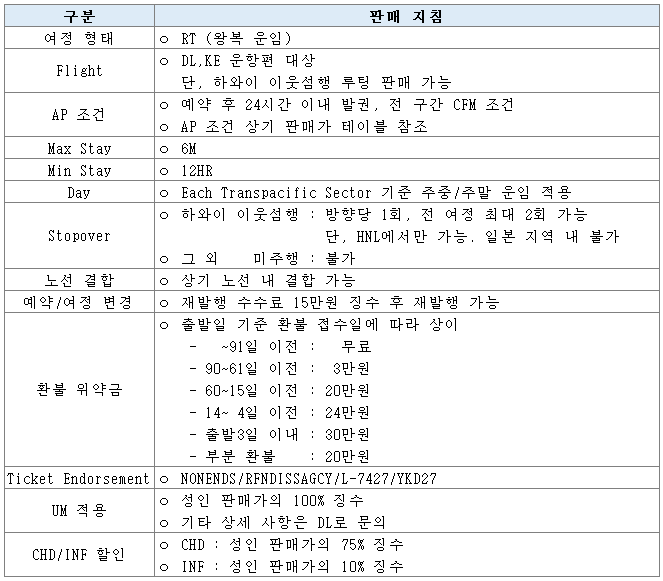 구분 판매 지침
여정 형태 o RT (왕복 운임)
Flight o DL,KE 운항편 대상
단, 하와이 이웃섬행 루팅 판매 가능
AP 조건 o 예약 후 24시간 이내 발권, 전 구간 CFM 조건
o AP 조건 상기 판매가 테이블 참조
Max Stay o 6M
Min Stay o 12HR
Day o Each Transpacific Sector 기준 주중/주말 운임 적용
Stopover o 하와이 이웃섬행 : 방향당 1회, 전 여정 최대 2회 가능
단, HNL에서만 가능. 일본 지역 내 불가
o 그 외 미주행 : 불가
노선 결합 o 상기 노선 내 결합 가능
예약/여정 변경 o 재발행 수수료 15만원 징수 후 재발행 가능
환불 위약금 o 출발일 기준 환불 접수일에 따라 상이
- ~91일 이전 : 무료
- 90~61일 이전 : 3만원
- 60~15일 이전 : 20만원
- 14~ 4일 이전 : 24만원
- 출발3일 이내 : 30만원
- 부분 환불 : 20만원
Ticket Endorsement o NONENDS/RFNDISSAGCY/L-7427/YKD27
UM 적용 o 성인 판매가의 100% 징수
o 기타 상세 사항은 DL로 문의
CHD/INF 할인 o CHD : 성인 판매가의 75% 징수
o INF : 성인 판매가의 10% 징수